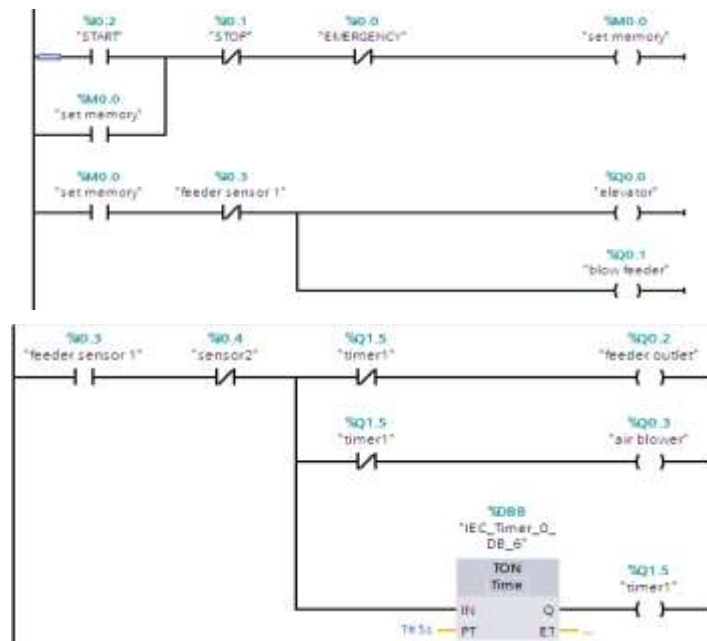 %I0.2 %I0.1 %I0.0 %M0.0
"START" "STOP" "EMERGENCY" "set memory"
%M0.0
"set memory"
%M0.0 %I0.3 %Q0.0
"set memory" "feeder sensor 1" "elevator"
%Q0.1
"blow feeder"
%I0.3 %I0.4 %Q1.5 %Q0.2
"feeder sensor 1" "sensor2" "timer1" "feeder outlet"
%Q1.5 %Q0.3
"timer1" "air blower"
%DB8
"IEC_Timer_0_
DB_6"
TON %Q1.5
Time "timer1"
IN Q
T#5s PT ET ...